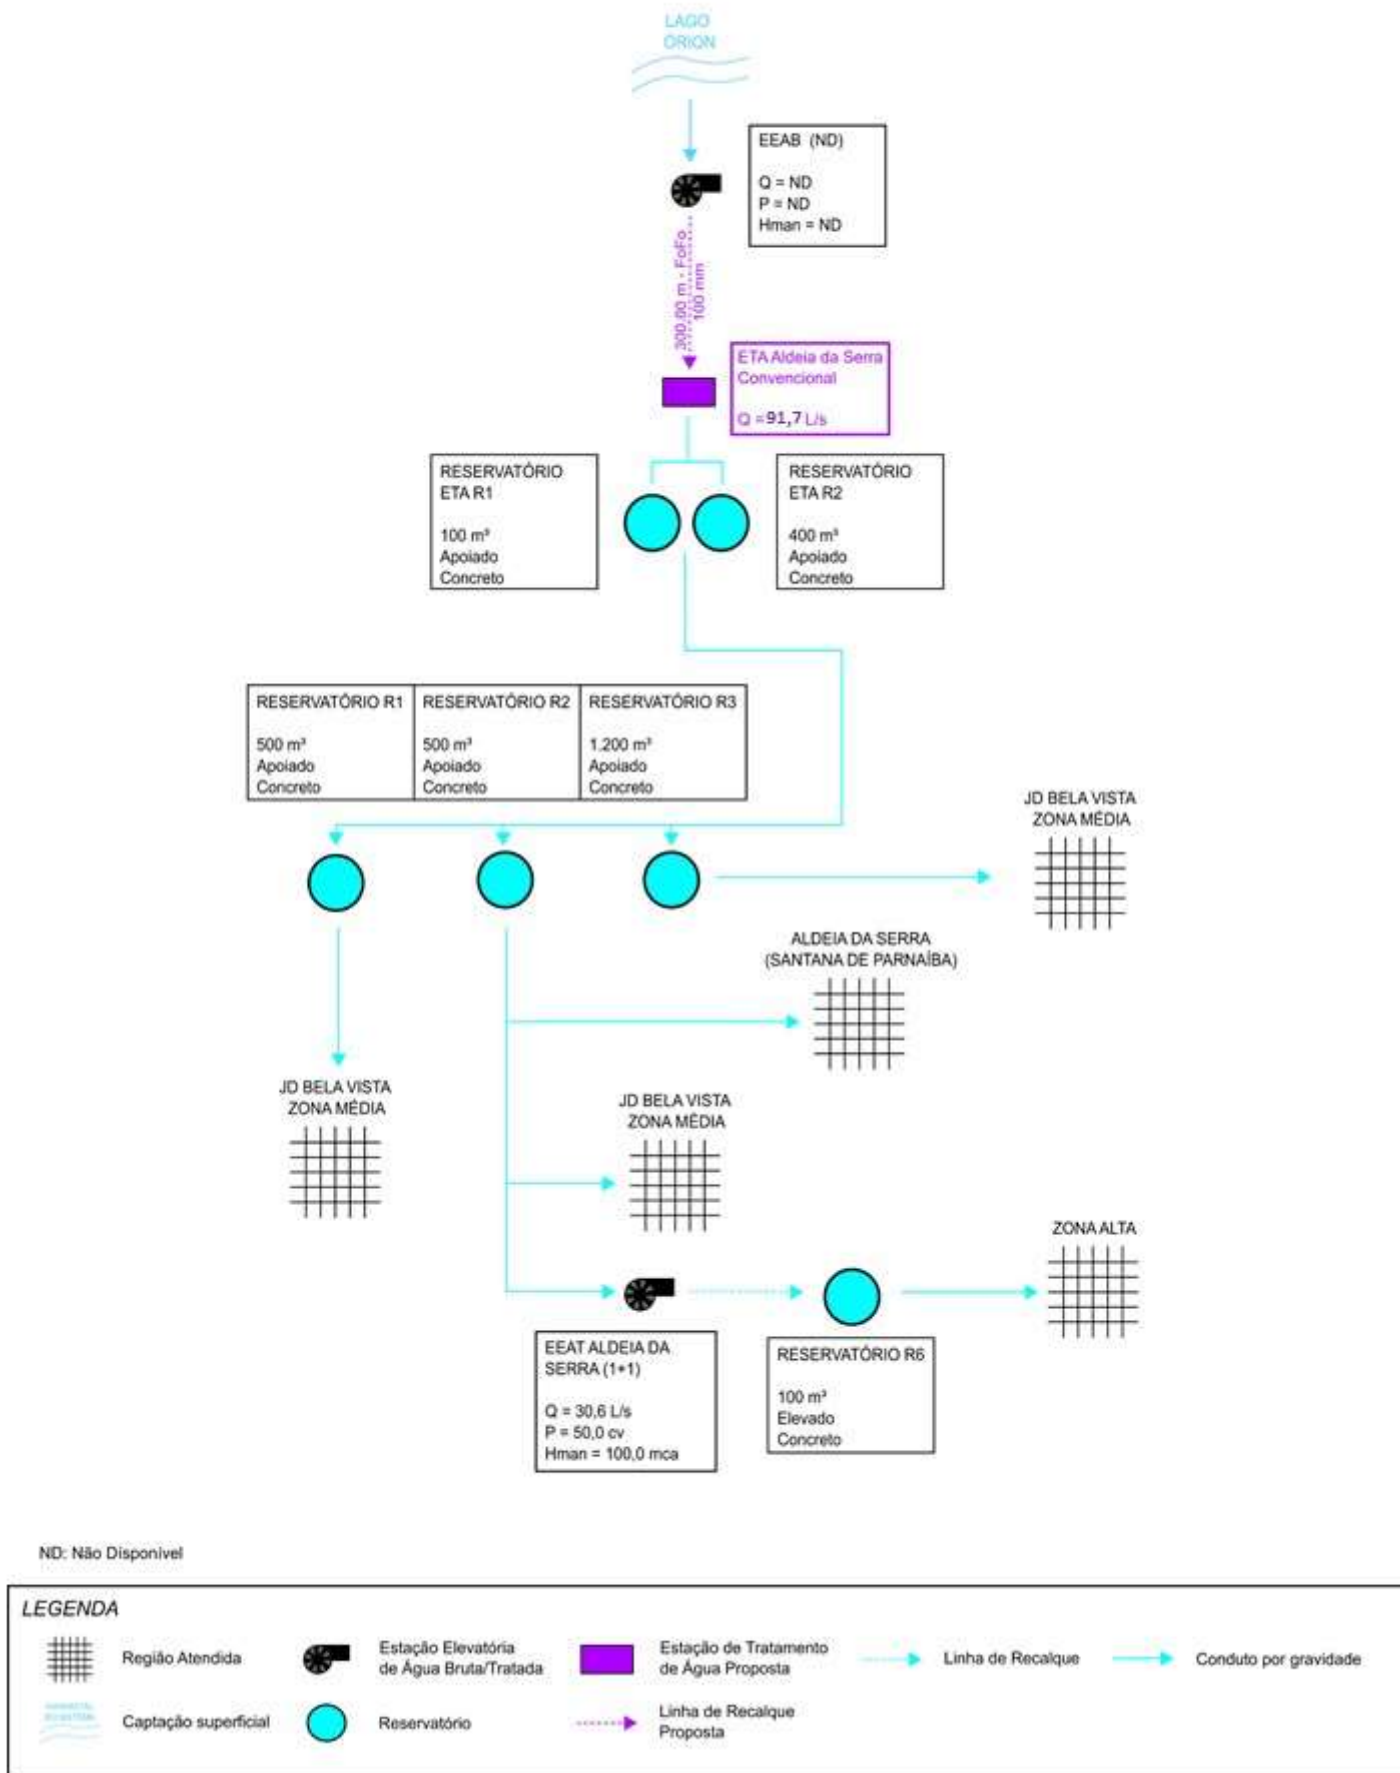 LAGO
ÓRION
EEAB (ND)
Q = ND
P = ND
Hman = ND
300,00 m - FoFo
100 mm
ETA Aldeia da Serra
Convencional
Q = 91,7 L/s
RESERVATÓRIO
ETA R1
100 m³
Apoiado
Concreto
RESERVATÓRIO
ETA R2
400 m³
Apoiado
Concreto
RESERVATÓRIO R1
500 m³
Apoiado
Concreto
RESERVATÓRIO R2
500 m³
Apoiado
Concreto
RESERVATÓRIO R3
1.200 m³
Apoiado
Concreto
JD BELA VISTA
ZONA MÉDIA
ALDEIA DA SERRA
(SANTANA DE PARNAÍBA)
JD BELA VISTA
ZONA MÉDIA
JD BELA VISTA
ZONA MÉDIA
ZONA ALTA
EEAT ALDEIA DA
SERRA (1+1)
Q = 30,6 L/s
P = 50,0 cv
Hman = 100,0 mca
RESERVATÓRIO R6
100 m³
Elevado
Concreto
ND: Não Disponível
LEGENDA
Região Atendida
Estação Elevatória
de Água Bruta/Tratada
Estação de Tratamento
de Água Proposta
Linha de Recalque
Conduto por gravidade
Captação superficial
Reservatório
Linha de Recalque
Proposta